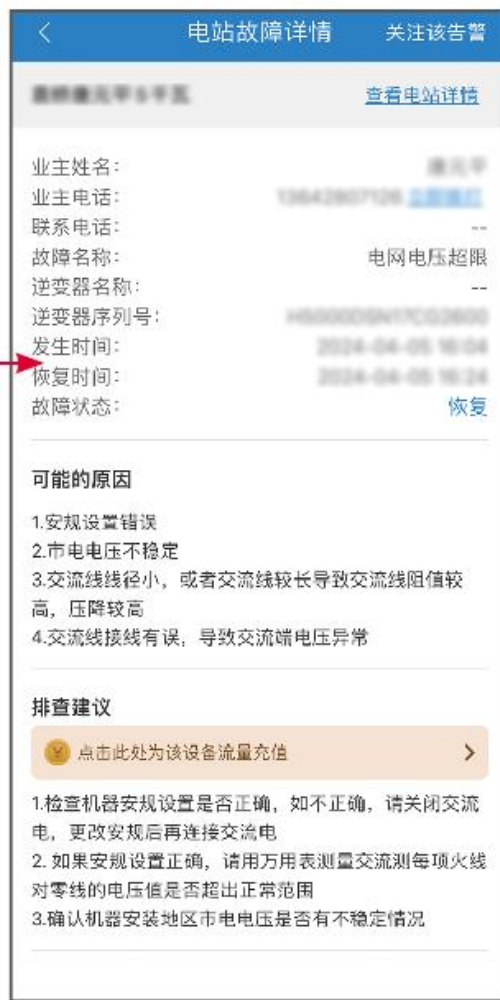 电站故障详情
关注该告警
查看电站详情
业主姓名：
业主电话：
联系电话： --
故障名称： 电网电压超限
逆变器名称： --
逆变器序列号：
发生时间：
恢复时间：
故障状态： 恢复
可能的原因
1.安规设置错误
2.市电电压不稳定
3.交流线线径小，或者交流线较长导致交流线阻值较
高，压降较高
4.交流线接线有误，导致交流端电压异常
排查建议
点击此处为该设备流量充值
1.检查机器安规设置是否正确，如不正确，请关闭交流
电，更改安规后再连接交流电
2. 如果安规设置正确，请用万用表测量交流测每项火线
对零线的电压值是否超出正常范围
3.确认机器安装地区市电电压是否有不稳定情况